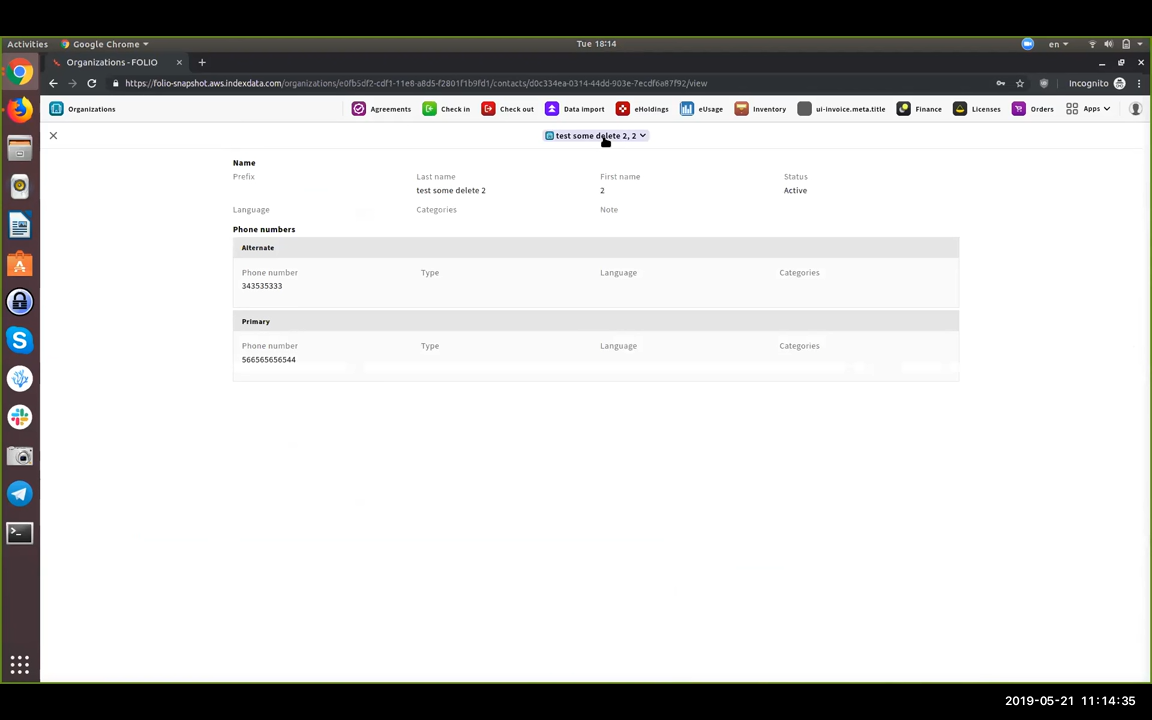 Activities Google Chrome Tue 18:14 en
Organizations - FOLIO
https://folio-snapshot.aws.indexdata.com/organizations/e0fb5df2-cdf1-11e8-a8d5-f2801f1b9fd1/contacts/d0c334ea-0314-44dd-903e-7ecdf6a87f92/view Incognito
Organizations Agreements Check in Check out Data import eHoldings eUsage Inventory ui-invoice.meta.title Finance Licenses Orders Apps
test some delete 2, 2
Name
Prefix Last name First name Status
test some delete 2 2 Active
Language Categories Note
Phone numbers
Alternate
Phone number Type Language Categories
343535333
Primary
Phone number Type Language Categories
566565656544
2019-05-21 11:14:35